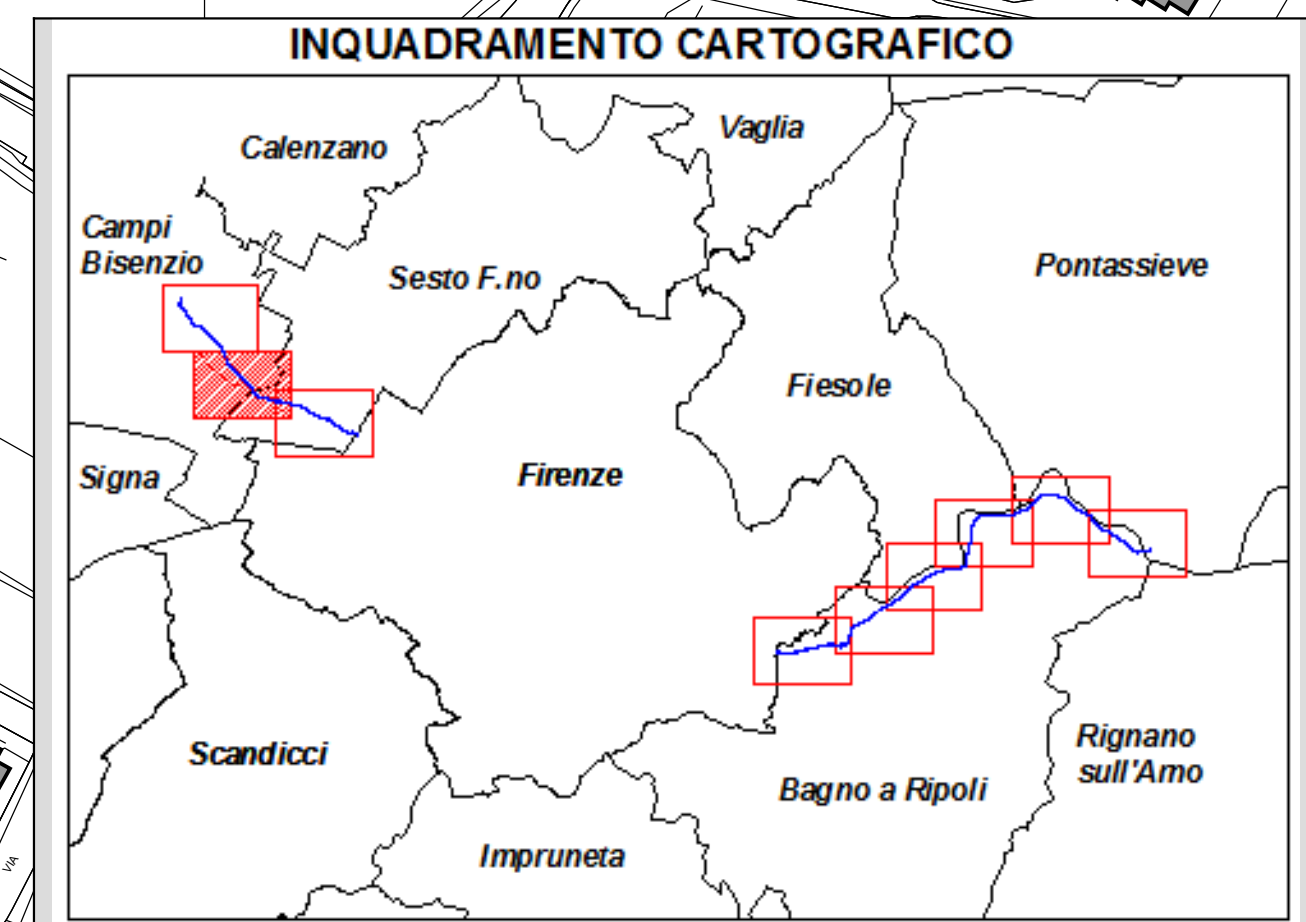 INQUADRAMENTO CARTOGRAFICO
Calenzano
Vaglia
Campi
Bisenzio
Sesto F.no
Pontassieve
Fiesole
Signa
Firenze
Scandicci
Rignano
sull'Arno
Bagno a Ripoli
Impruneta
VIA